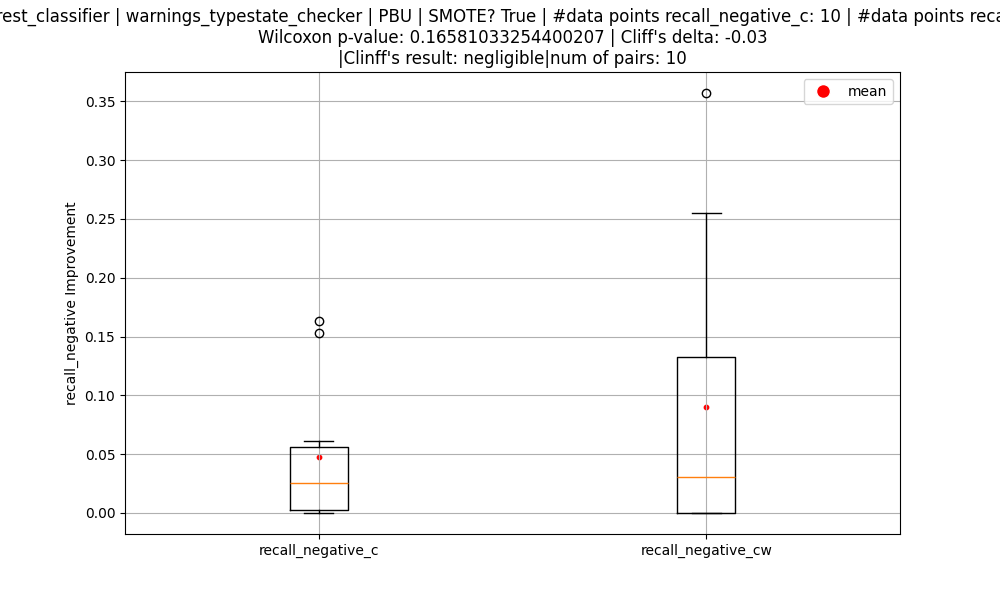 rest_classifier | warnings_typestate_checker | PBU | SMOTE? True | #data points recall_negative_c: 10 | #data points reca
Wilcoxon p-value: 0.16581033254400207 | Cliff's delta: -0.03
|Clinff's result: negligible|num of pairs: 10
mean
0.35
0.30
0.25
0.20
0.15
0.10
0.05
0.00
recall_negative Improvement
recall_negative_c
recall_negative_cw